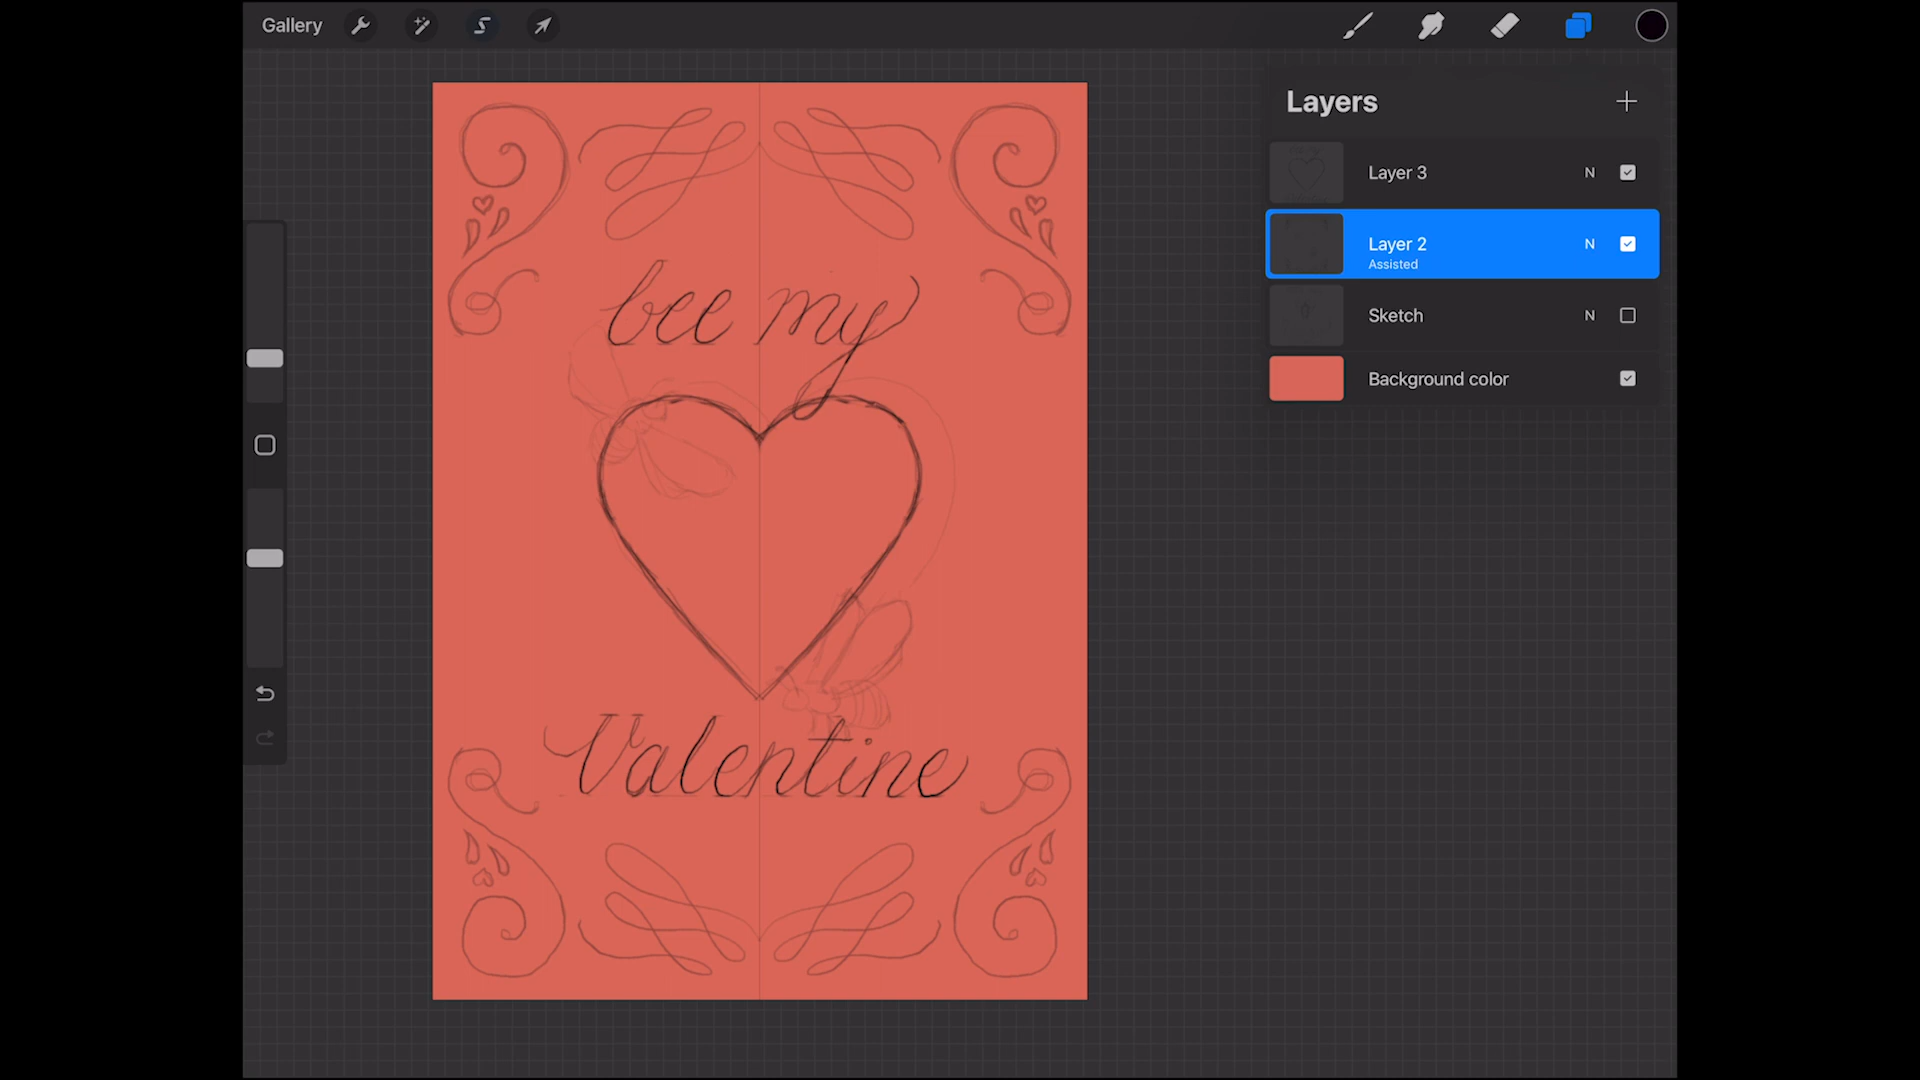 Gallery
Layers
Layer 3 N
Layer 2 N
Assisted
Sketch N
Background color
bee my
Valentine